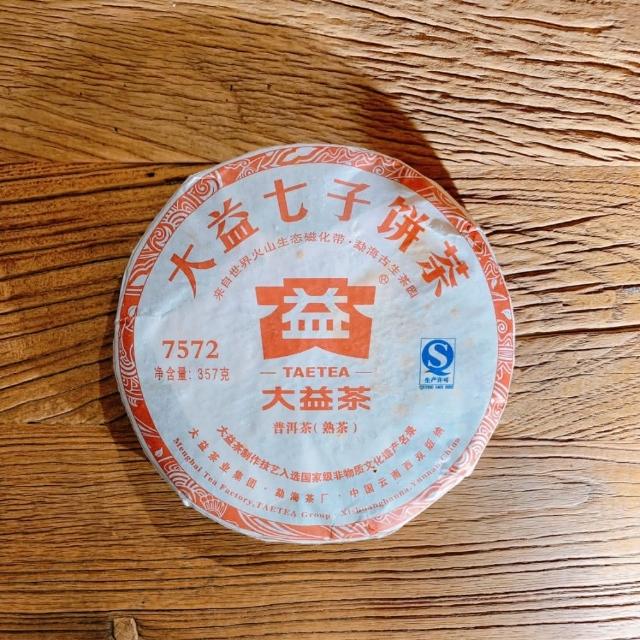 大益七子饼茶
来自世界火山生态磁化带·勐海古生茶园
®
益
7572
净含量: 357克
TAETEA
大益茶
普洱茶(熟茶)
生产许可
大益茶制作技艺入选国家级非物质文化遗产名录
大益茶业集团·勐海茶厂·中国云南西双版纳
Menghai Tea Factory,TAETEA Group, Xishuangbanna,Yunnan,China